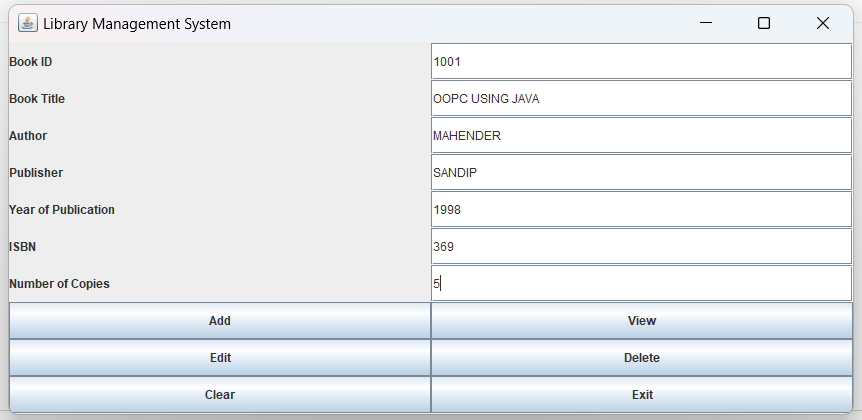 Library Management System
Book ID 1001
Book Title OOPC USING JAVA
Author MAHENDER
Publisher SANDIP
Year of Publication 1998
ISBN 369
Number of Copies 5
Add View
Edit Delete
Clear Exit